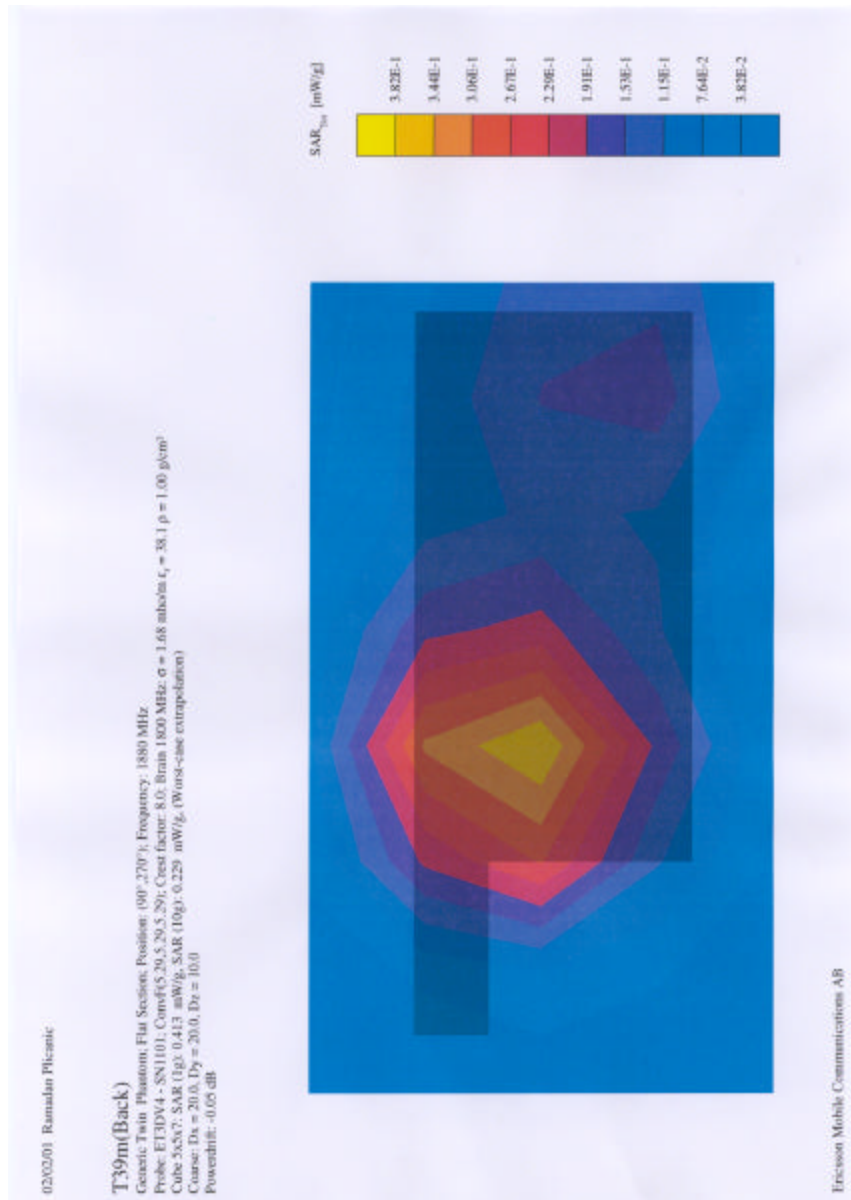 02/02/01 Ramadan Plicanic
T39m(Back)
Generic Twin Phantom; Flat Section; Position: (90°,270°); Frequency: 1880 MHz
Probe: ET3DV4 - SN1101; ConvF(5.29,5.29,5.29); Crest factor: 8.0; Brain 1800 MHz: σ = 1.68 mho/m εr = 38.1 ρ = 1.00 g/cm³
Cube 5x5x7: SAR (1g): 0.413 mW/g, SAR (10g): 0.229 mW/g, (Worst-case extrapolation)
Coarse: Dx = 20.0, Dy = 20.0, Dz = 10.0
Powerdrift: -0.05 dB
SARTot [mW/g]
3.82E-1
3.44E-1
3.06E-1
2.67E-1
2.29E-1
1.91E-1
1.53E-1
1.15E-1
7.64E-2
3.82E-2
Ericsson Mobile Communications AB